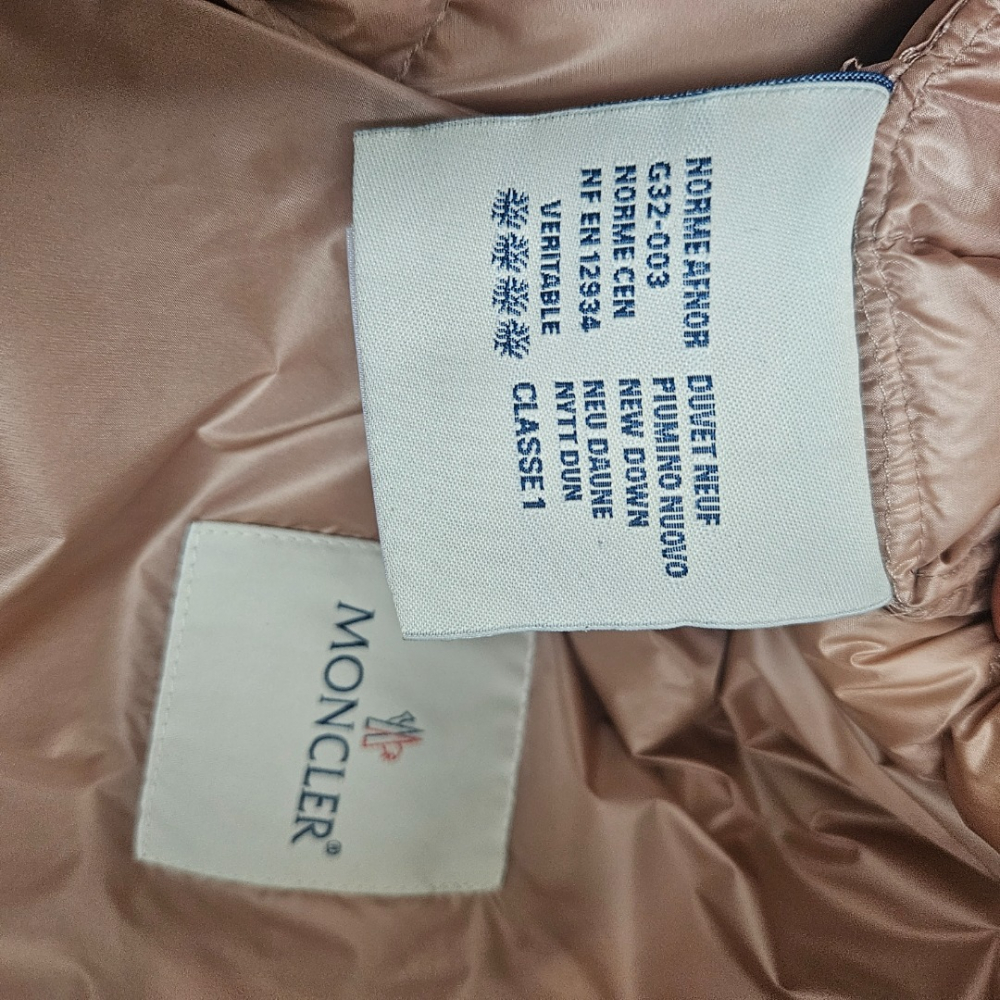 NORME AFNOR
G32-003
NORME CEN
NF EN 12934
VERITABLE
DUVET NEUF
PIUMINO NUOVO
NEW DOWN
NEU DAUNE
NYTT DUN
CLASSE 1
MONCLER®